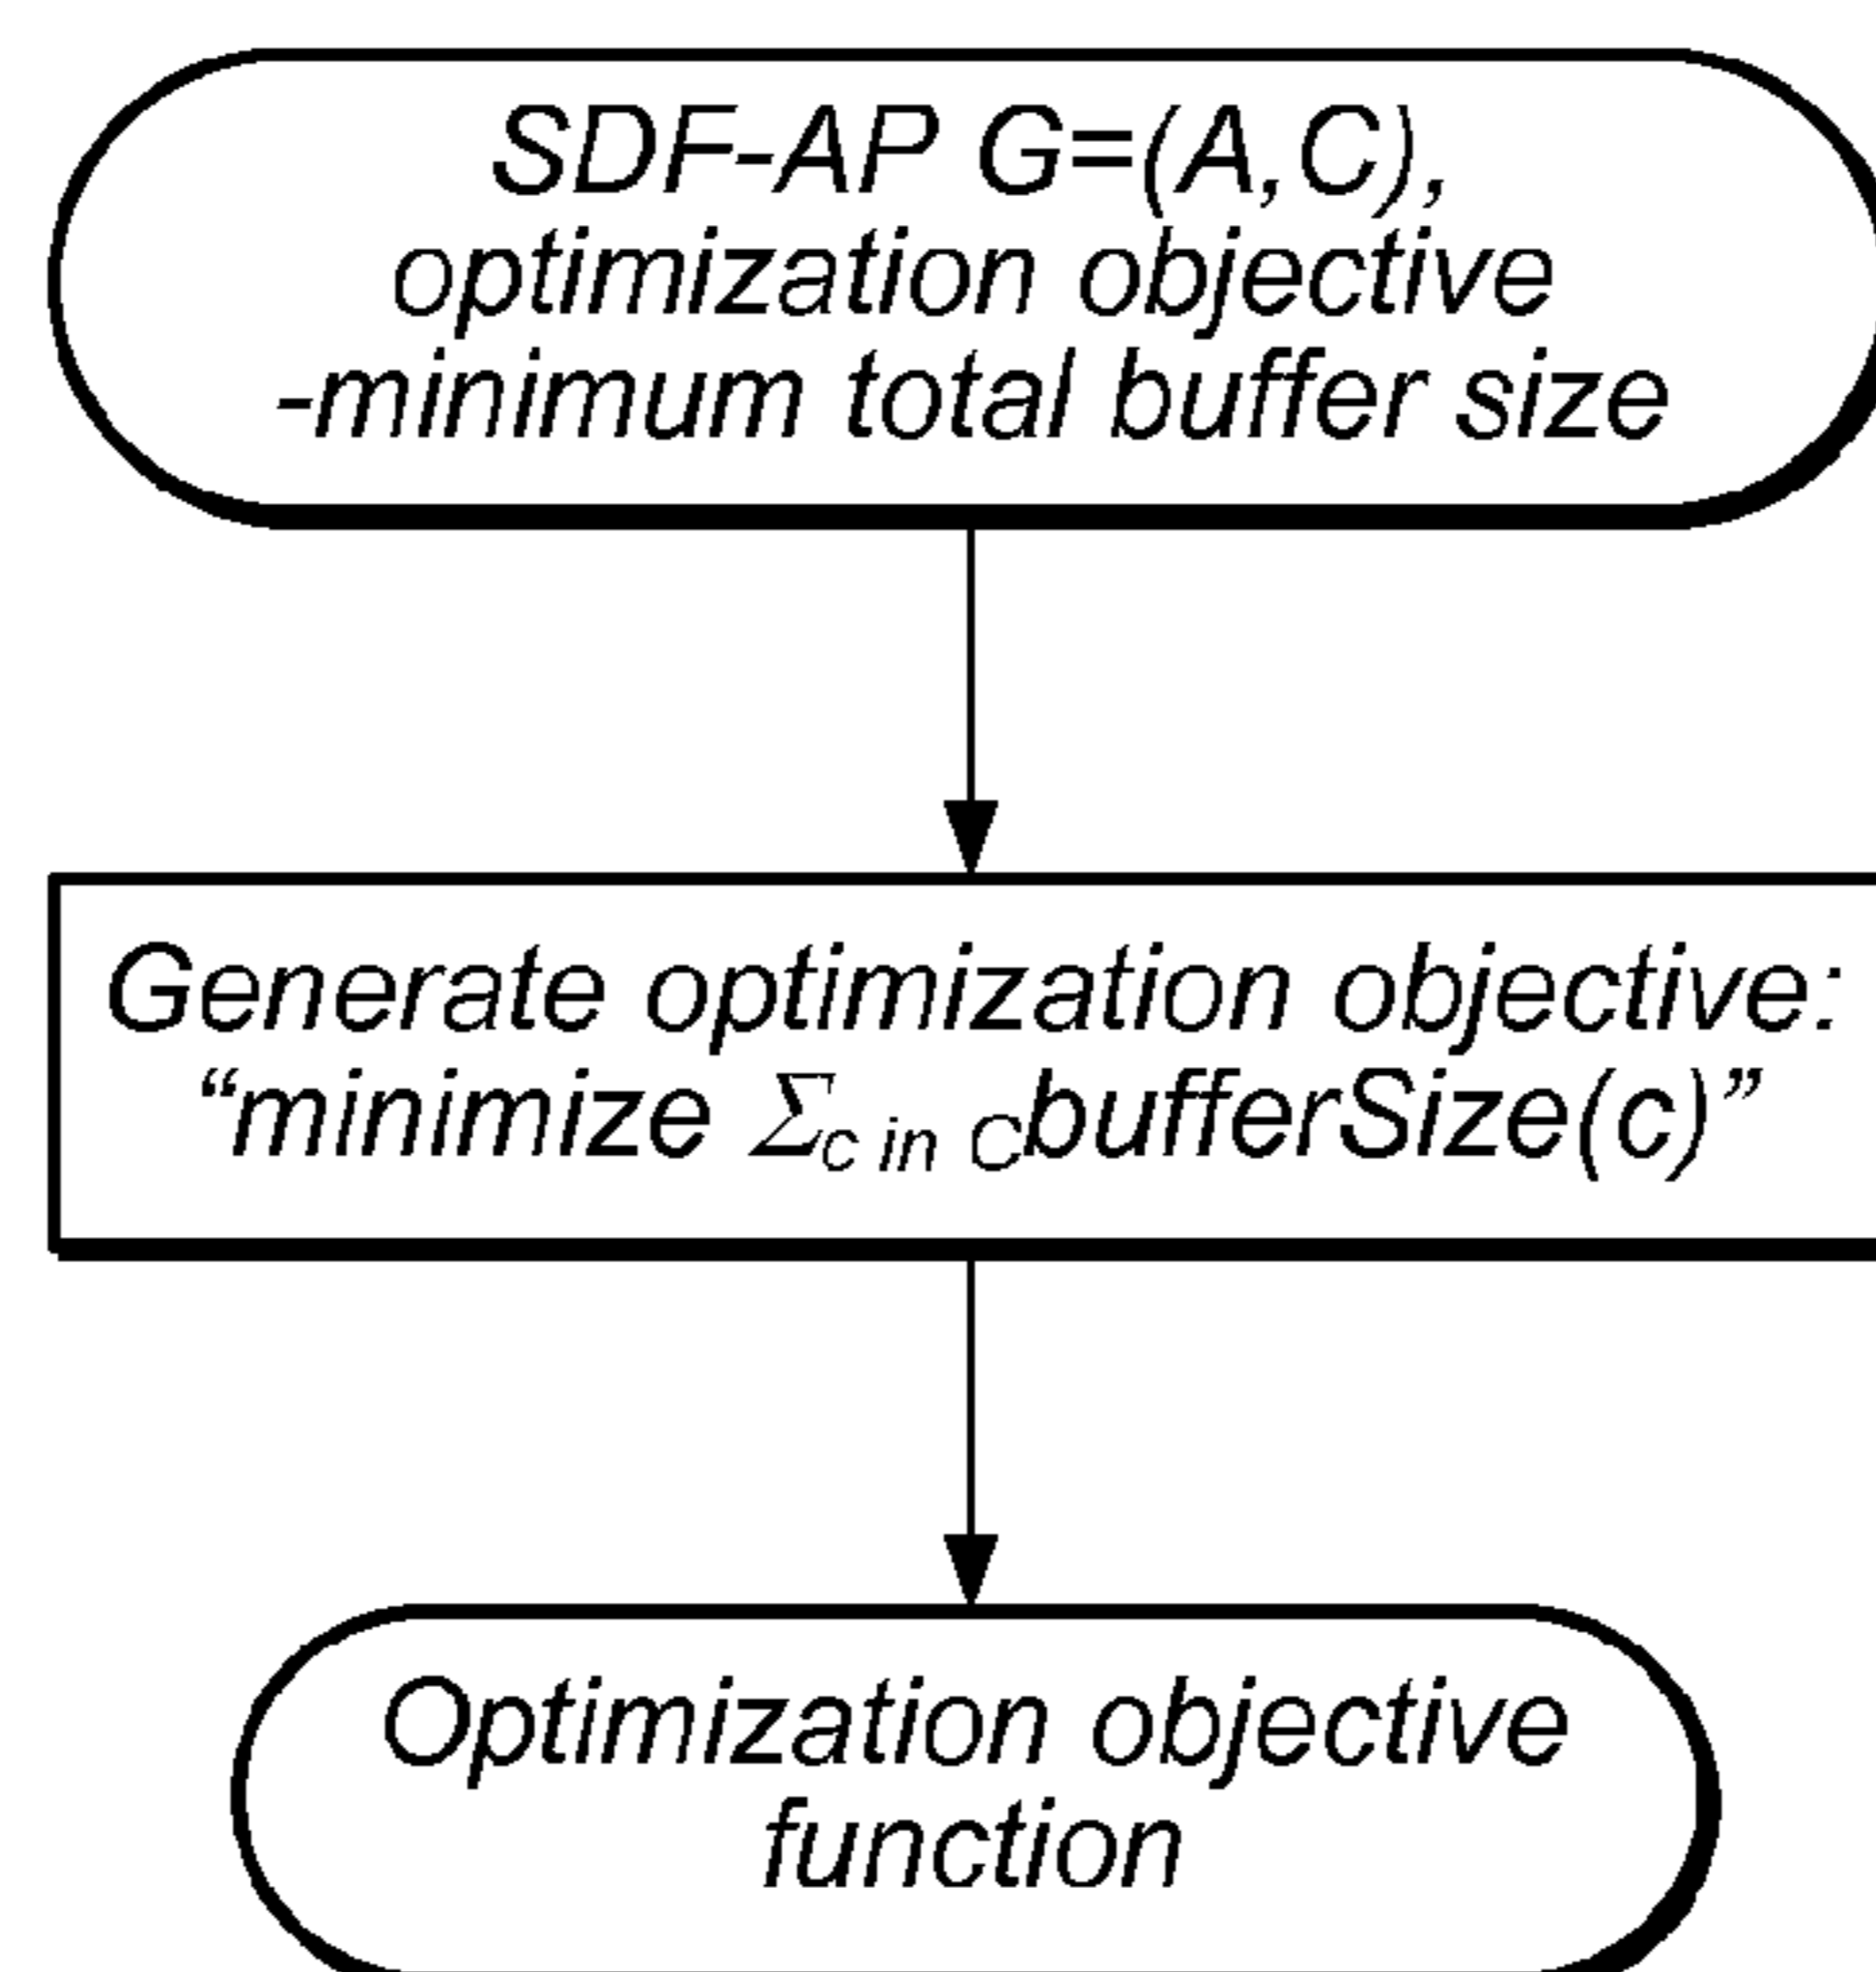 SDF-AP G=(A,C),
optimization objective
-minimum total buffer size
Generate optimization objective:
“minimize Σc in CbufferSize(c)”
Optimization objective
function